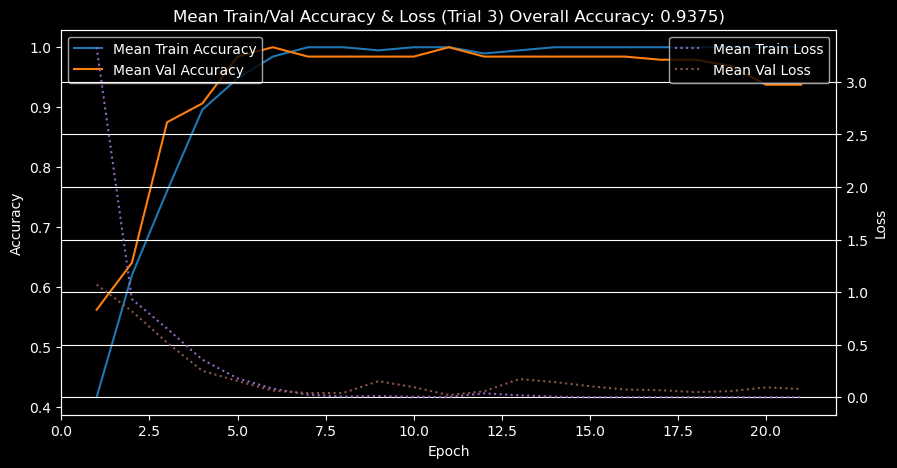 Mean Train/Val Accuracy & Loss (Trial 3) Overall Accuracy: 0.9375)
Mean Train Accuracy
Mean Val Accuracy
Mean Train Loss
Mean Val Loss
Accuracy
1.0
0.9
0.8
0.7
0.6
0.5
0.4
3.0
2.5
2.0
1.5
1.0
0.5
0.0
Loss
0.0 2.5 5.0 7.5 10.0 12.5 15.0 17.5 20.0
Epoch